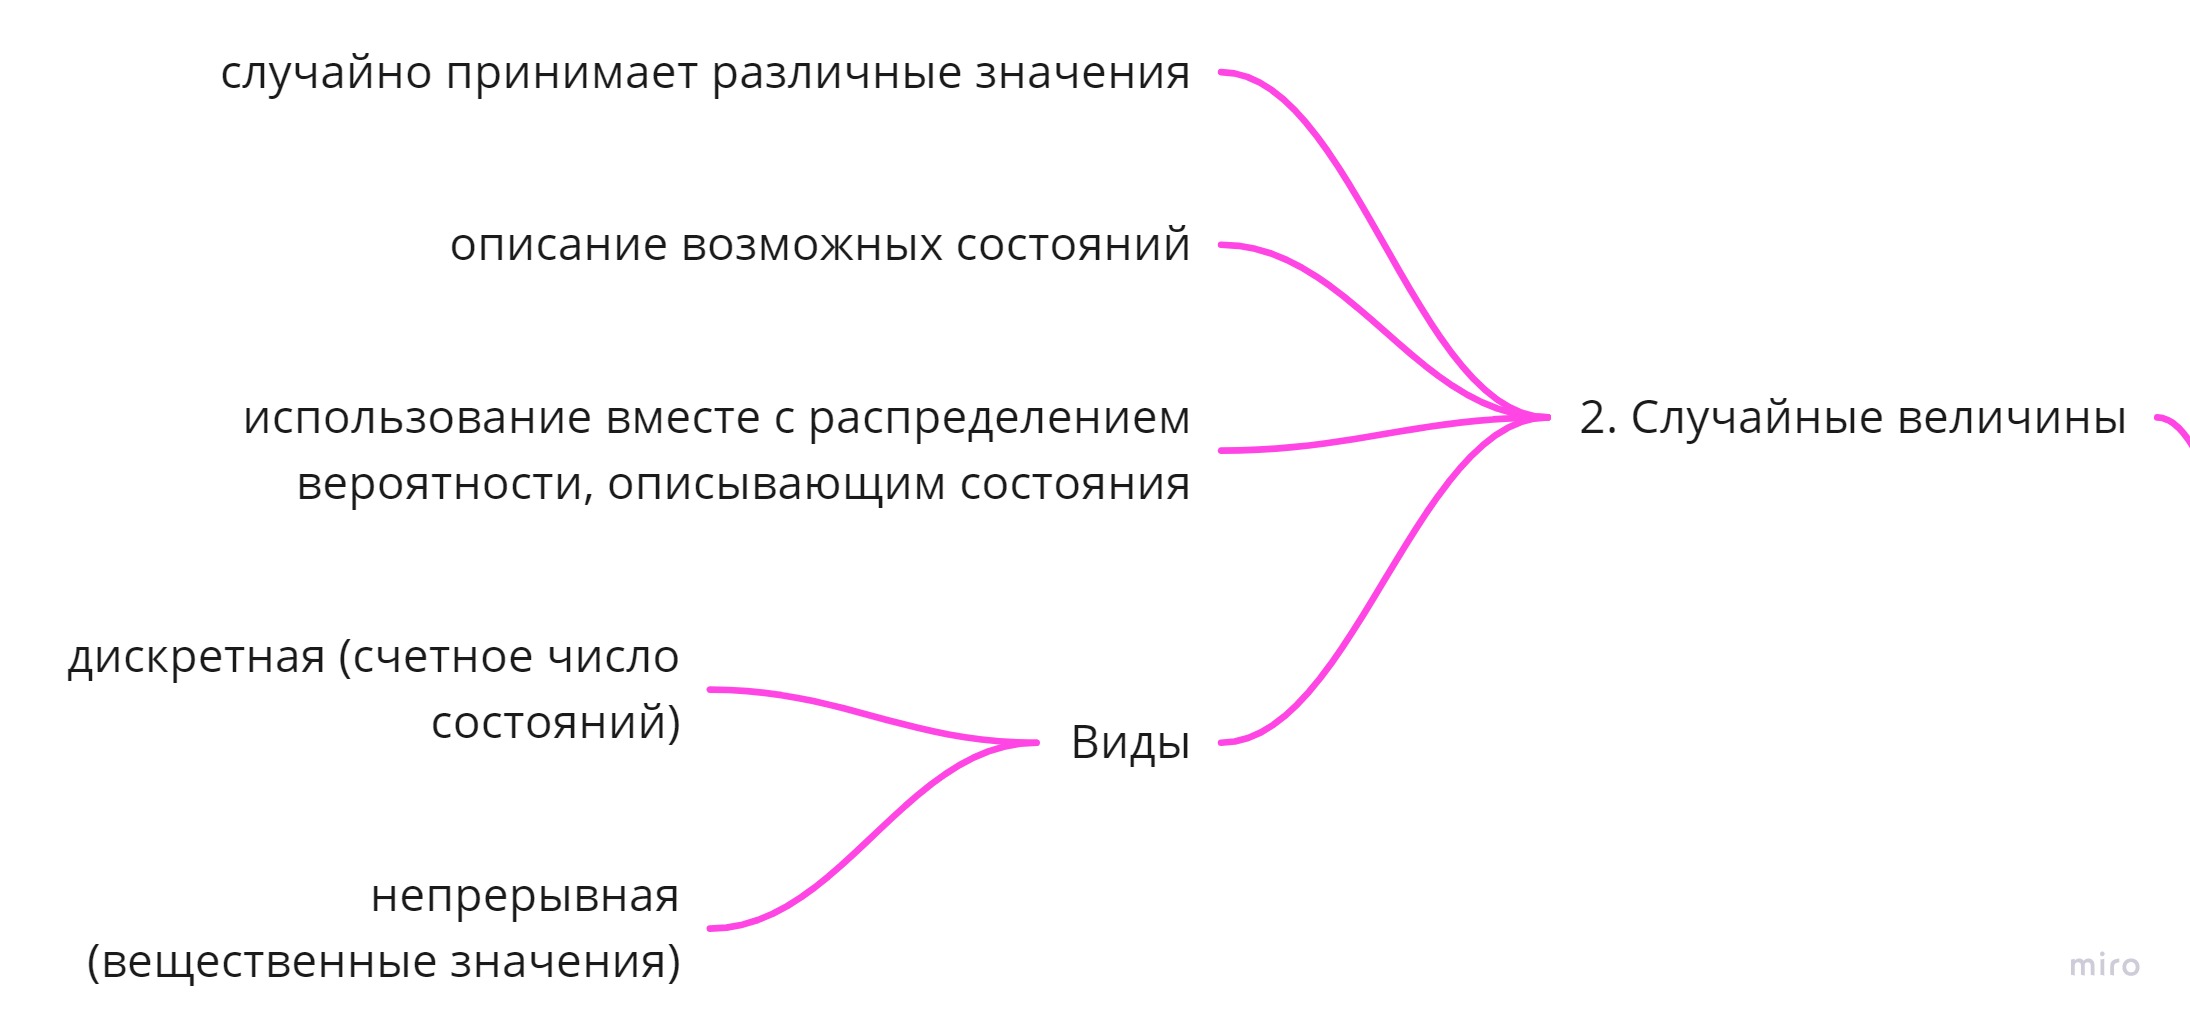 случайно принимает различные значения
описание возможных состояний
использование вместе с распределением
вероятности, описывающим состояния
2. Случайные величины
дискретная (счетное число
состояний)
Виды
непрерывная
(вещественные значения)
miro